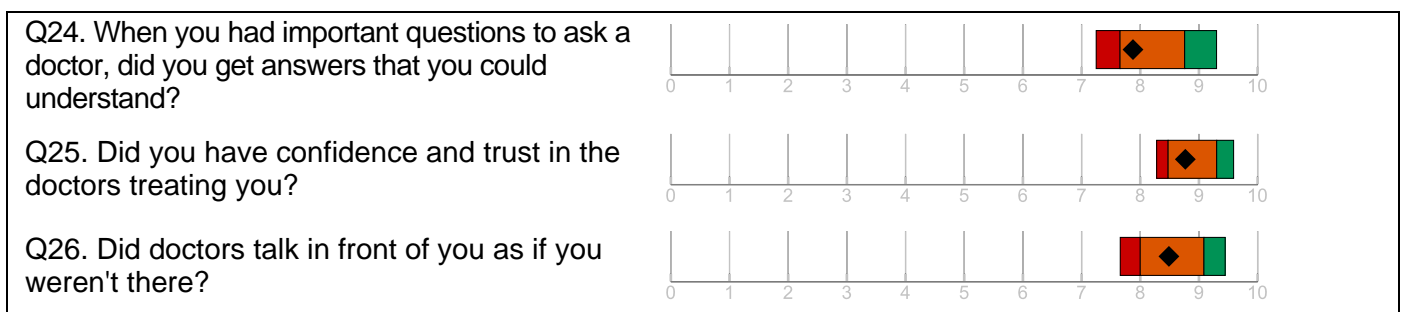 Q24. When you had important questions to ask a
doctor, did you get answers that you could
understand?
0 1 2 3 4 5 6 7 8 9 10
Q25. Did you have confidence and trust in the
doctors treating you?
0 1 2 3 4 5 6 7 8 9 10
Q26. Did doctors talk in front of you as if you
weren't there?
0 1 2 3 4 5 6 7 8 9 10